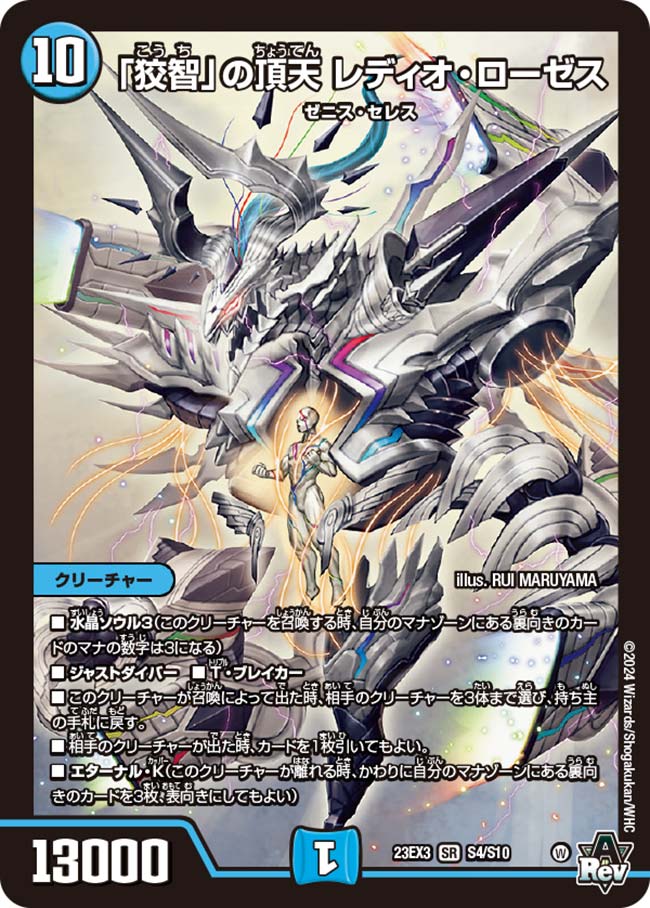 10
「狡智」の頂天 レディオ・ローゼス
こうち ちょうてん
ゼニス・セレス
クリーチャー
illus. RUI MARUYAMA
■ 水晶ソウル3(このクリーチャーを召喚する時、自分のマナゾーンにある裏向きのカー
ドのマナの数字は3になる)
■ ジャストダイバー ■ T・ブレイカー
■ このクリーチャーが召喚によって出た時、相手のクリーチャーを3体まで選び、持ち主
の手札に戻す。
■ 相手のクリーチャーが出た時、カードを1枚引いてもよい。
■ エターナル・K(このクリーチャーが離れる時、かわりに自分のマナゾーンにある裏向
きのカードを3枚、表向きにしてもよい)
©2024 Wizards/Shogakukan/WHC
13000
1
23EX3 SR S4/S10
W
A Rev